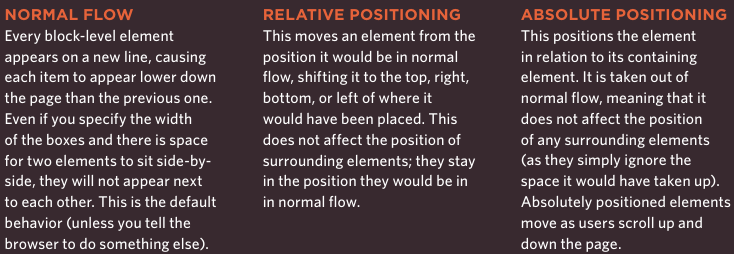 NORMAL FLOW
Every block-level element
appears on a new line, causing
each item to appear lower down
the page than the previous one.
Even if you specify the width
of the boxes and there is space
for two elements to sit side-by-
side, they will not appear next
to each other. This is the default
behavior (unless you tell the
browser to do something else).
RELATIVE POSITIONING
This moves an element from the
position it would be in normal
flow, shifting it to the top, right,
bottom, or left of where it
would have been placed. This
does not affect the position of
surrounding elements; they stay
in the position they would be in
in normal flow.
ABSOLUTE POSITIONING
This positions the element
in relation to its containing
element. It is taken out of
normal flow, meaning that it
does not affect the position
of any surrounding elements
(as they simply ignore the
space it would have taken up).
Absolutely positioned elements
move as users scroll up and
down the page.